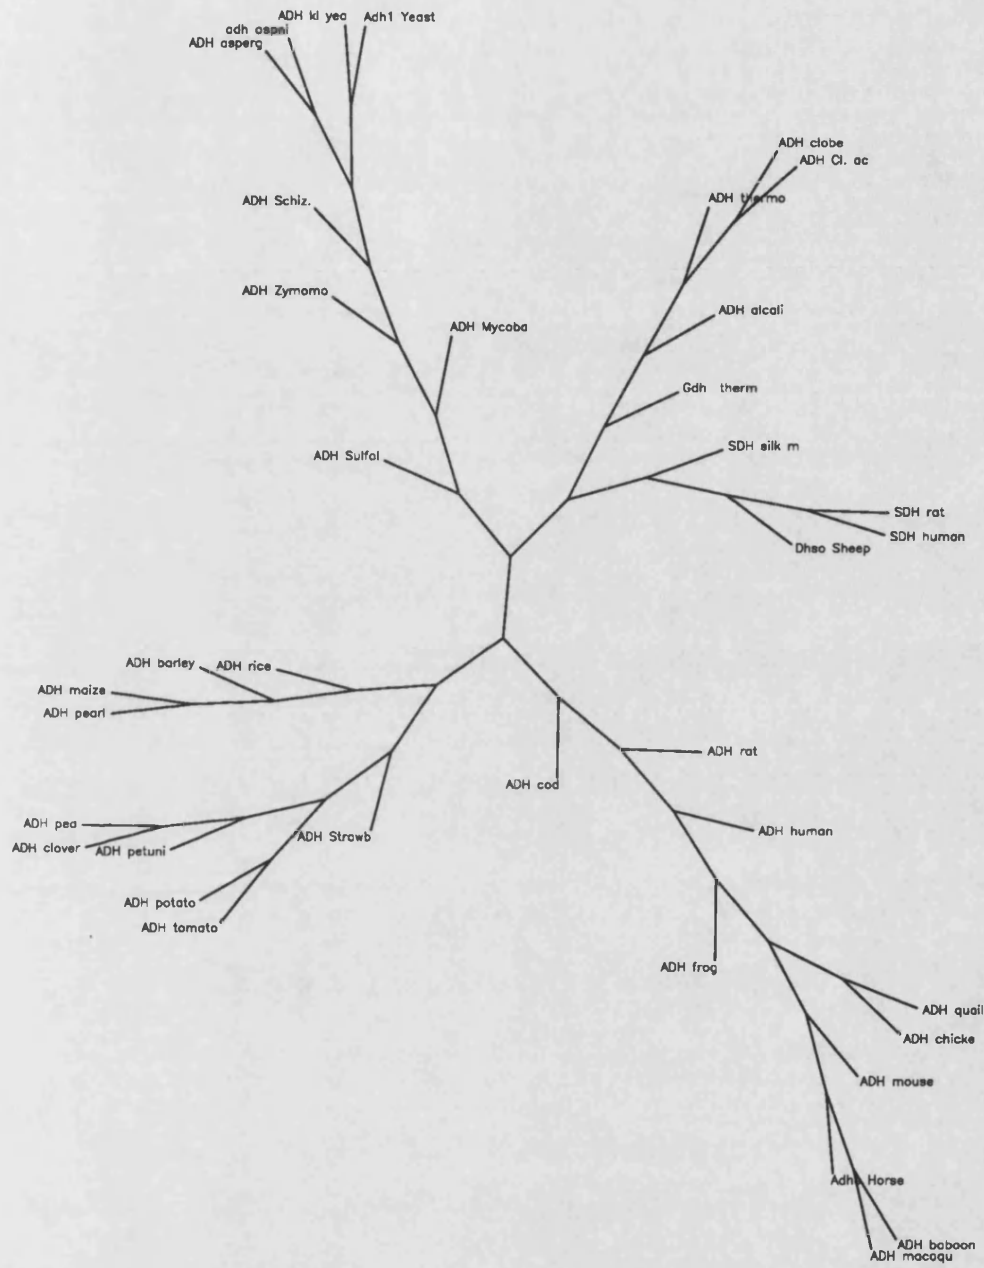 ADH kl yea
Adh1 Yeast
adh aspni
ADH asperg
ADH clobe
ADH Cl. ac
ADH Schiz.
ADH thermo
ADH Zymomo
ADH Mycoba
ADH alcali
Gdh therm
ADH Sulfol
SDH silk m
SDH rat
SDH human
Dhso Sheep
ADH barley
ADH rice
ADH maize
ADH pearl
ADH rat
ADH cod
ADH pea
ADH clover
ADH petuni
ADH Strawb
ADH human
ADH potato
ADH tomato
ADH frog
ADH quail
ADH chicke
ADH mouse
Horse
ADH baboon
ADH macaqu